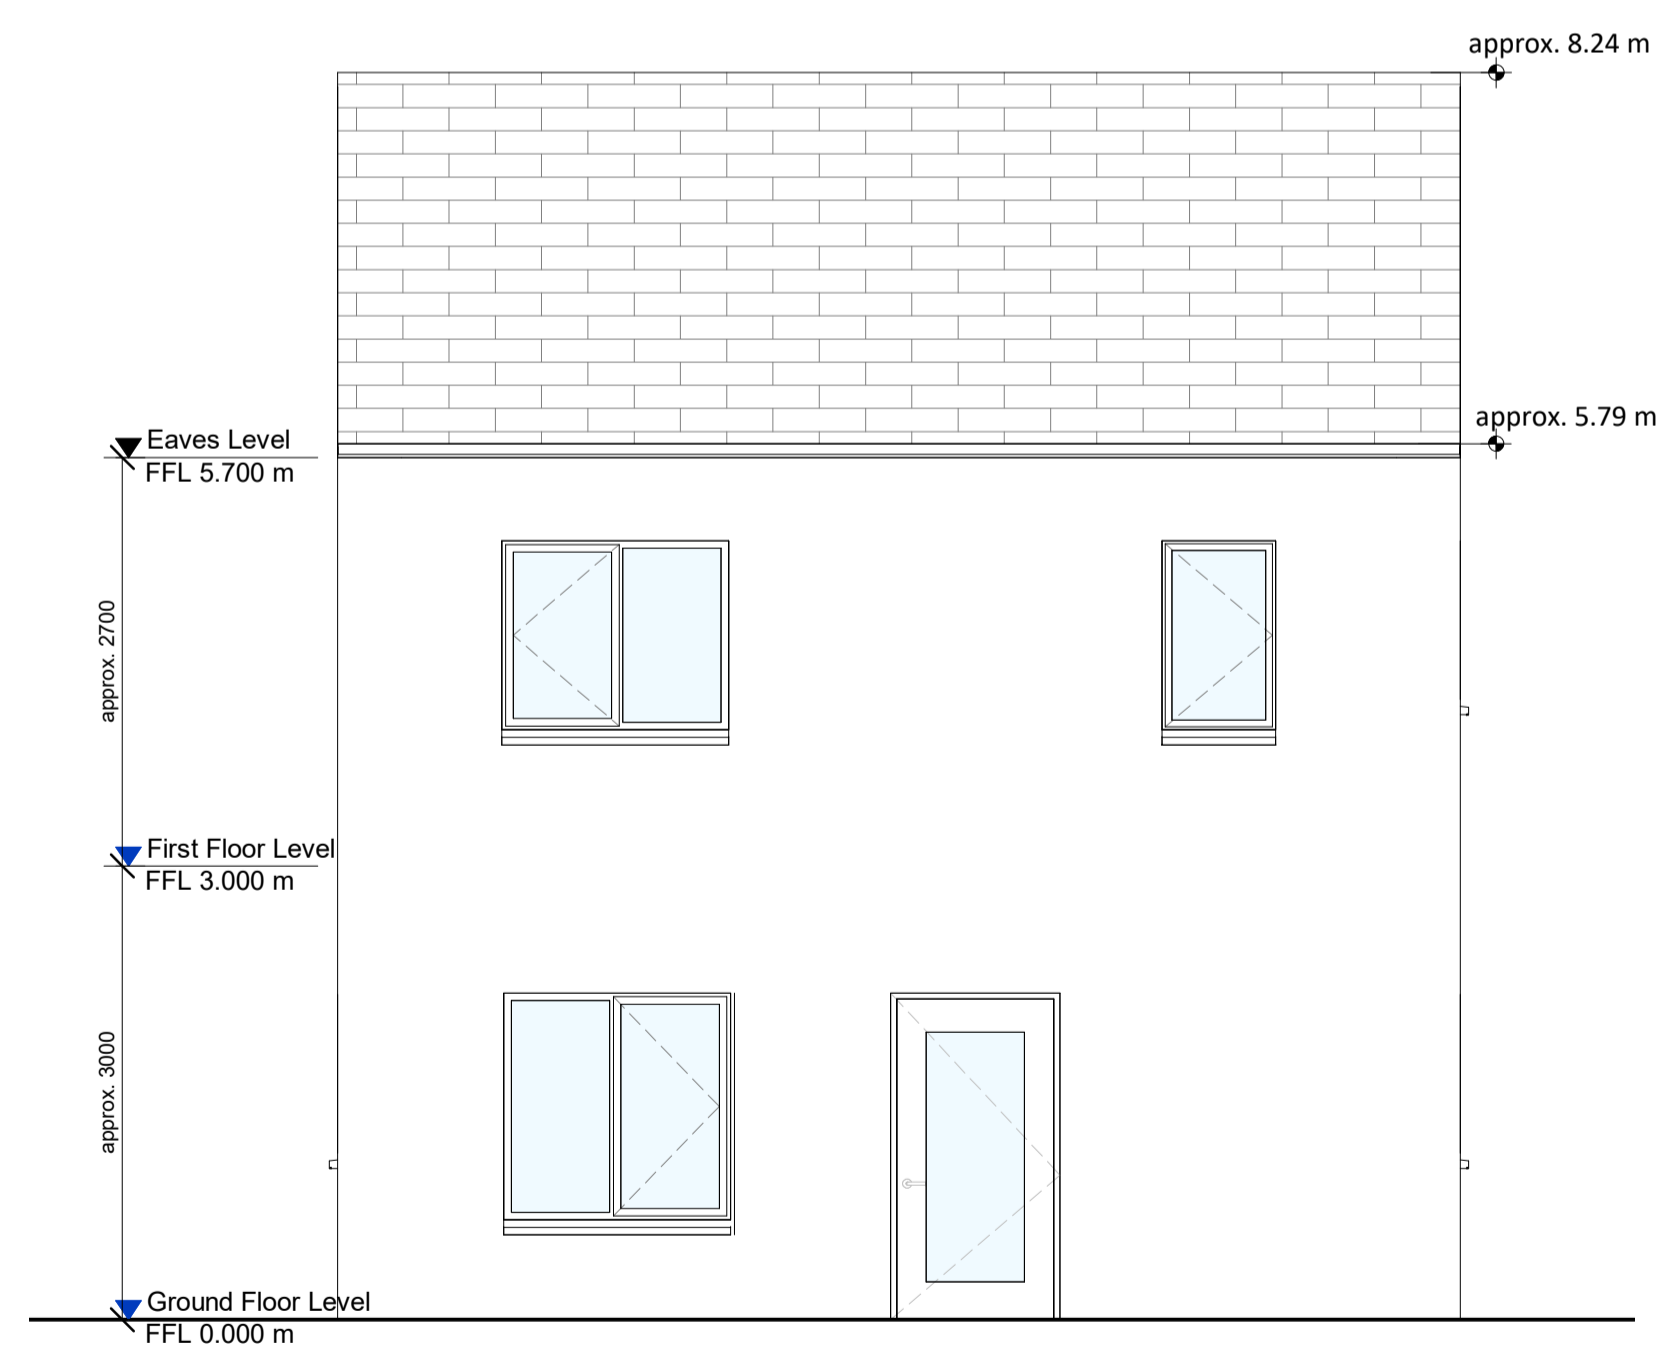 approx. 8.24 m
approx. 5.79 m
Eaves Level
FFL 5.700 m
approx. 2700
First Floor Level
FFL 3.000 m
approx. 3000
Ground Floor Level
FFL 0.000 m